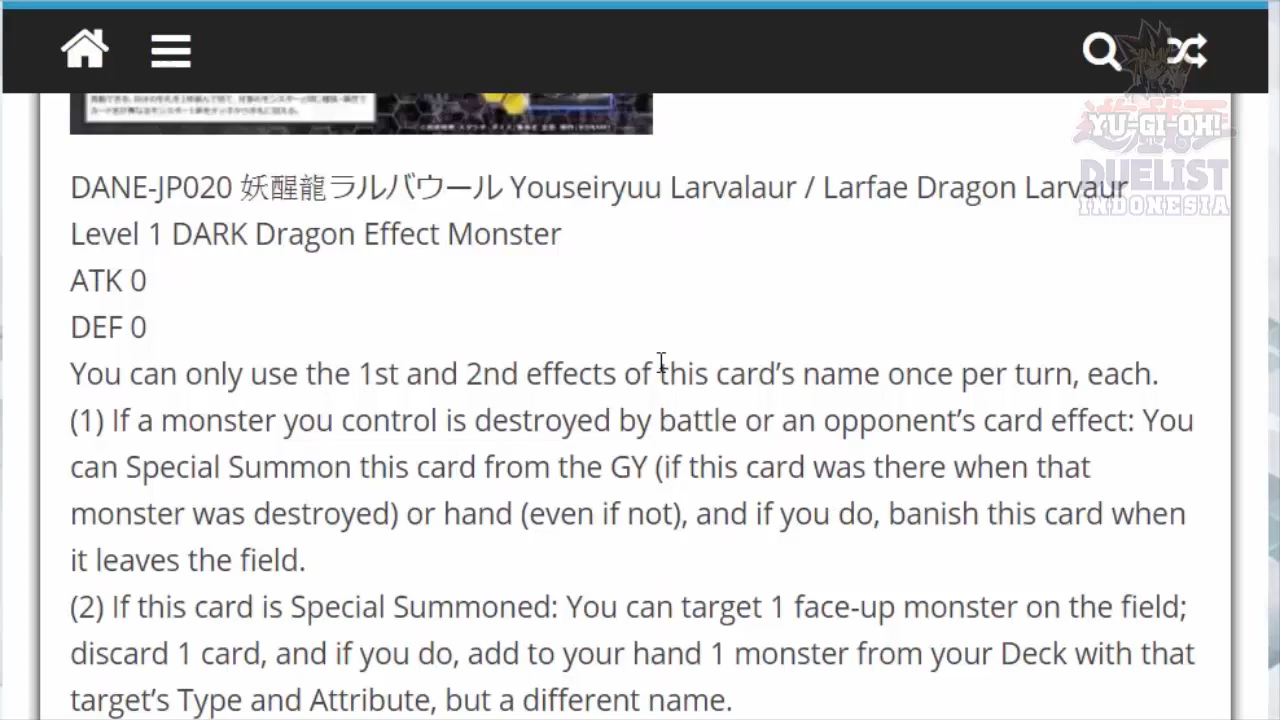 YU-GI-OH!
DUELIST
INDONESIA
DANE-JP020 妖醒龍ラルバウール Youseiryuu Larvalaur / Larfae Dragon Larvaur
Level 1 DARK Dragon Effect Monster
ATK 0
DEF 0
You can only use the 1st and 2nd effects of this card’s name once per turn, each.
(1) If a monster you control is destroyed by battle or an opponent’s card effect: You
can Special Summon this card from the GY (if this card was there when that
monster was destroyed) or hand (even if not), and if you do, banish this card when
it leaves the field.
(2) If this card is Special Summoned: You can target 1 face-up monster on the field;
discard 1 card, and if you do, add to your hand 1 monster from your Deck with that
target’s Type and Attribute, but a different name.